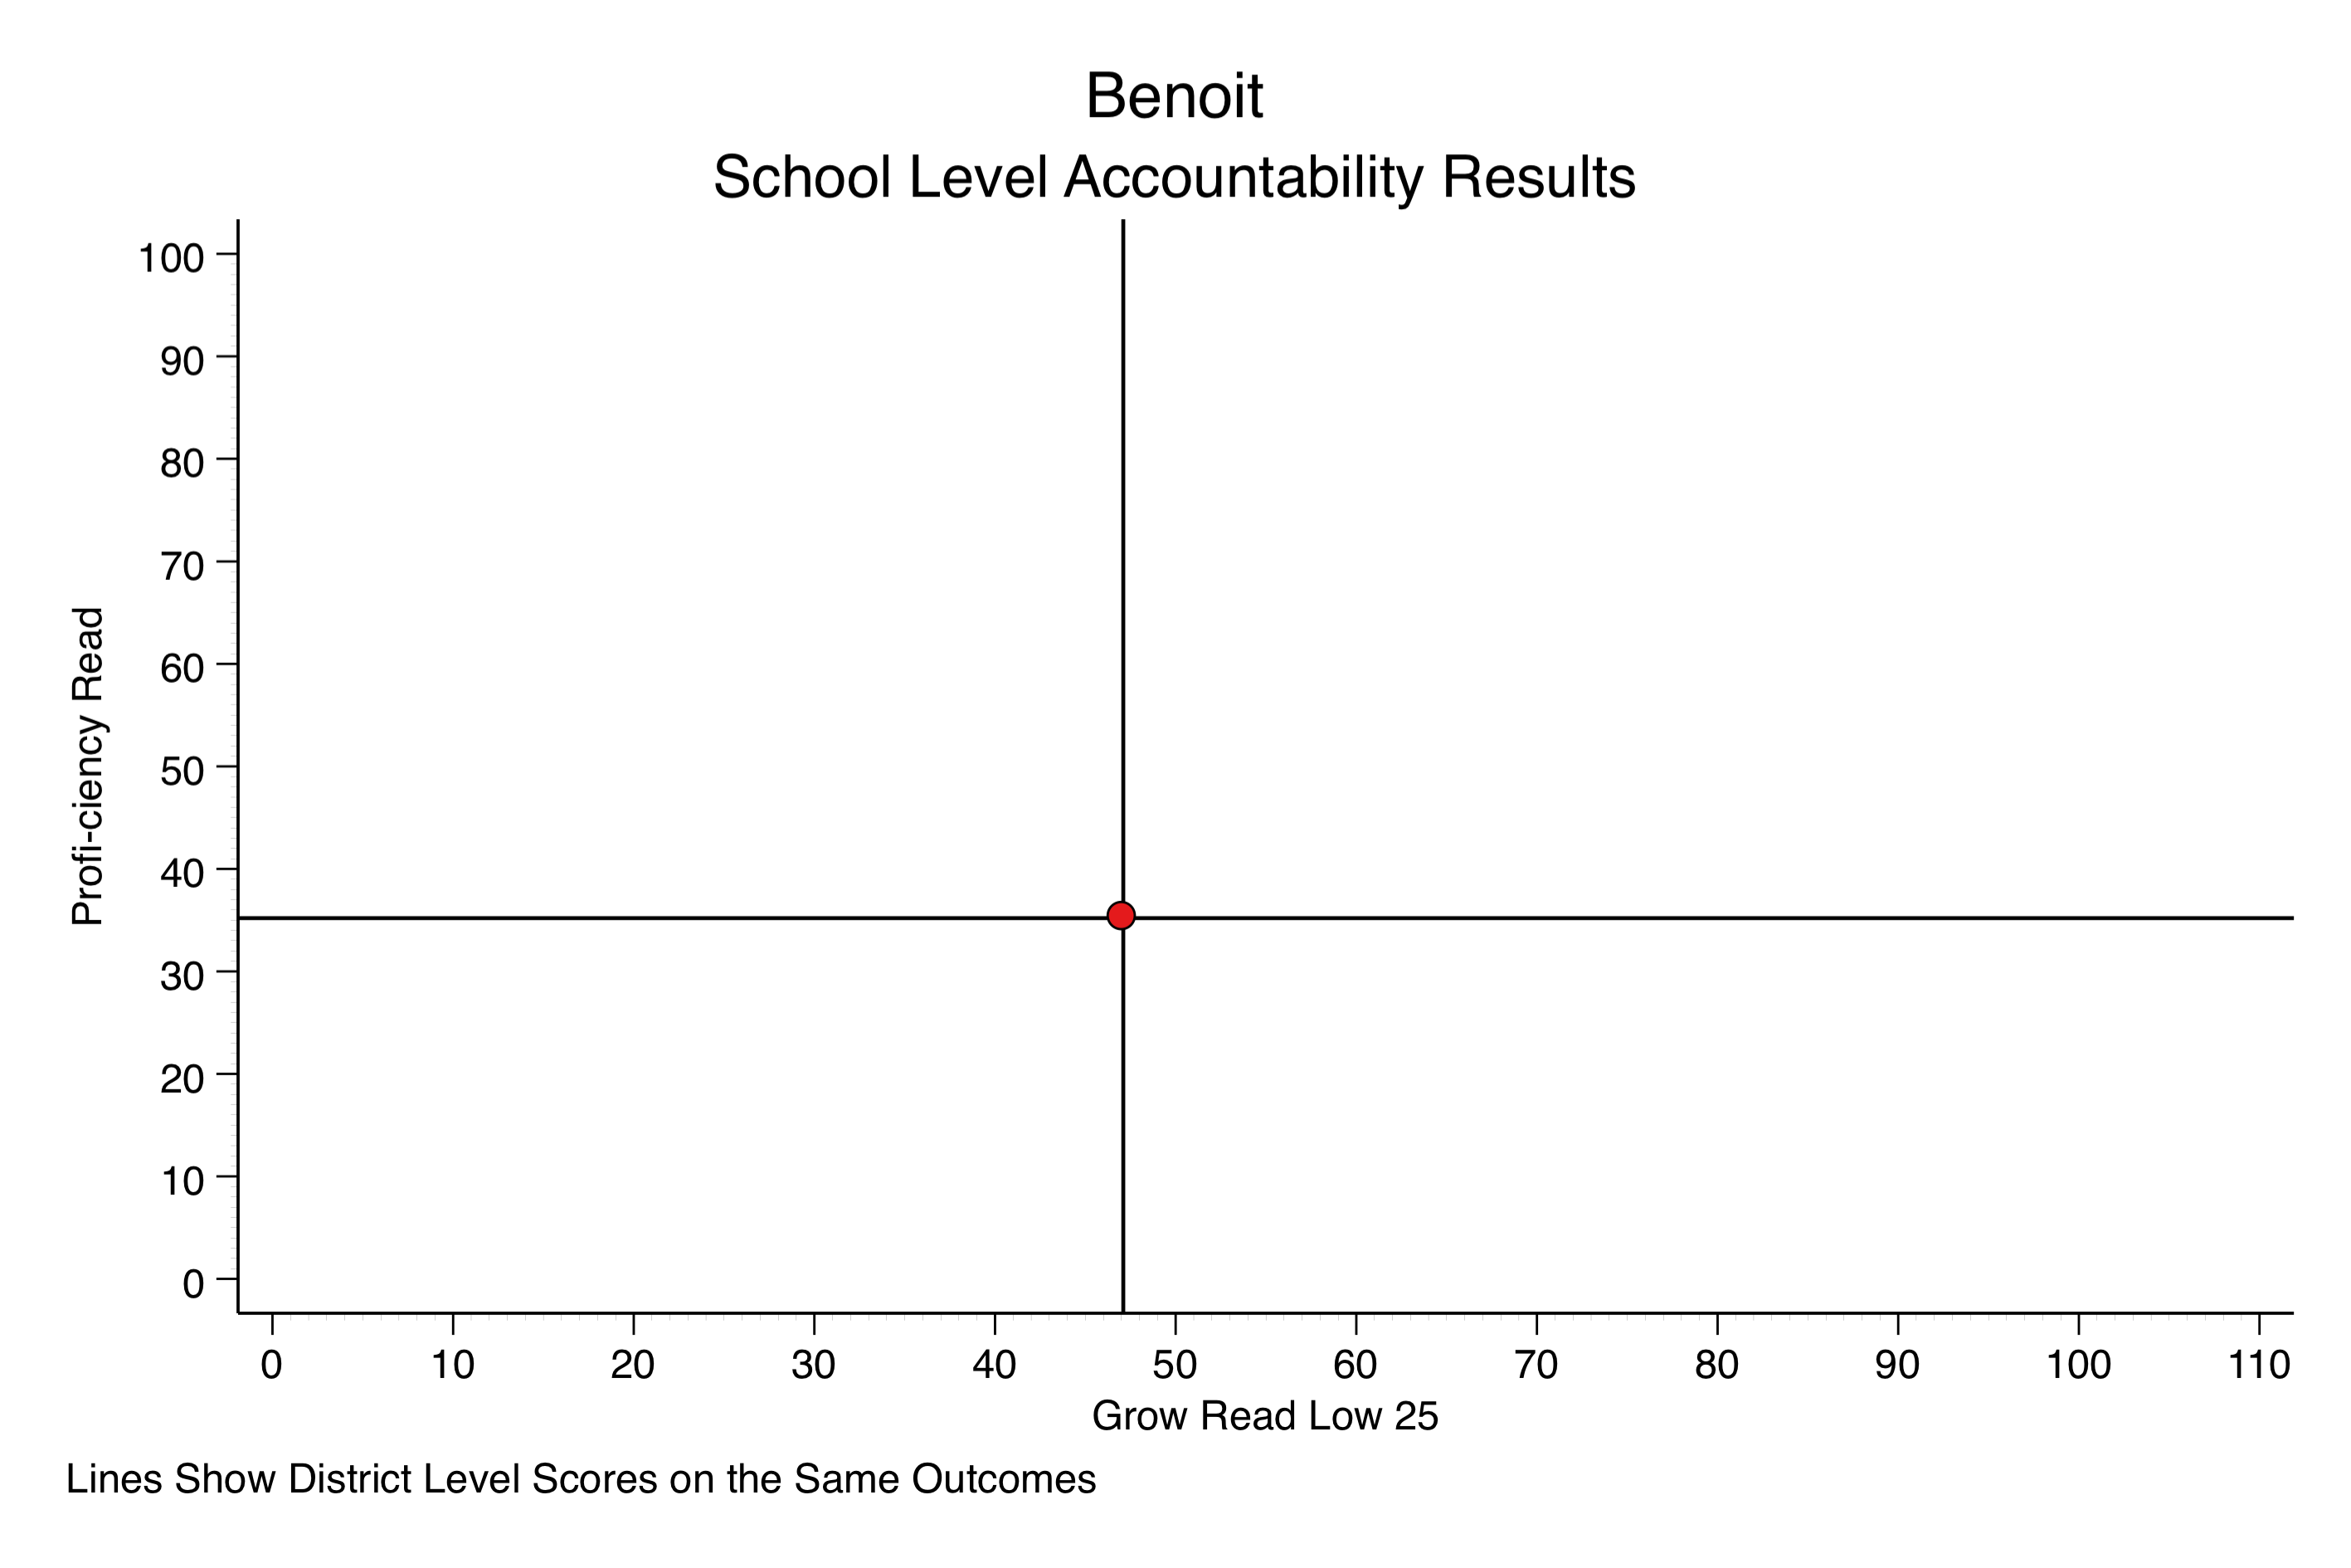 Benoit
School Level Accountability Results
100
90
80
70
60
50
40
30
20
10
0
Profi-ciency Read
0 10 20 30 40 50 60 70 80 90 100 110
Grow Read Low 25
Lines Show District Level Scores on the Same Outcomes